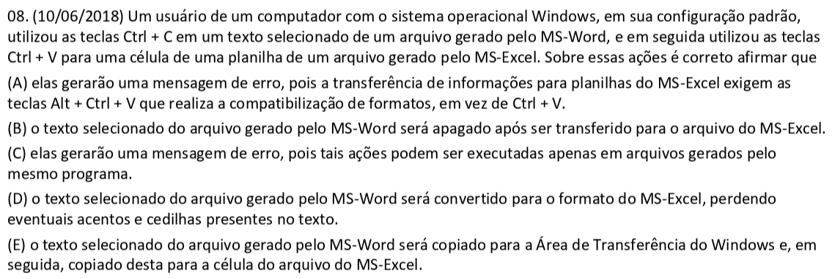 08. (10/06/2018) Um usuário de um computador com o sistema operacional Windows, em sua configuração padrão,
utilizou as teclas Ctrl + C em um texto selecionado de um arquivo gerado pelo MS-Word, e em seguida utilizou as teclas
Ctrl + V para uma célula de uma planilha de um arquivo gerado pelo MS-Excel. Sobre essas ações é correto afirmar que
(A) elas gerarão uma mensagem de erro, pois a transferência de informações para planilhas do MS-Excel exigem as
teclas Alt + Ctrl + V que realiza a compatibilização de formatos, em vez de Ctrl + V.
(B) o texto selecionado do arquivo gerado pelo MS-Word será apagado após ser transferido para o arquivo do MS-Excel.
(C) elas gerarão uma mensagem de erro, pois tais ações podem ser executadas apenas em arquivos gerados pelo
mesmo programa.
(D) o texto selecionado do arquivo gerado pelo MS-Word será convertido para o formato do MS-Excel, perdendo
eventuais acentos e cedilhas presentes no texto.
(E) o texto selecionado do arquivo gerado pelo MS-Word será copiado para a Área de Transferência do Windows e, em
seguida, copiado desta para a célula do arquivo do MS-Excel.